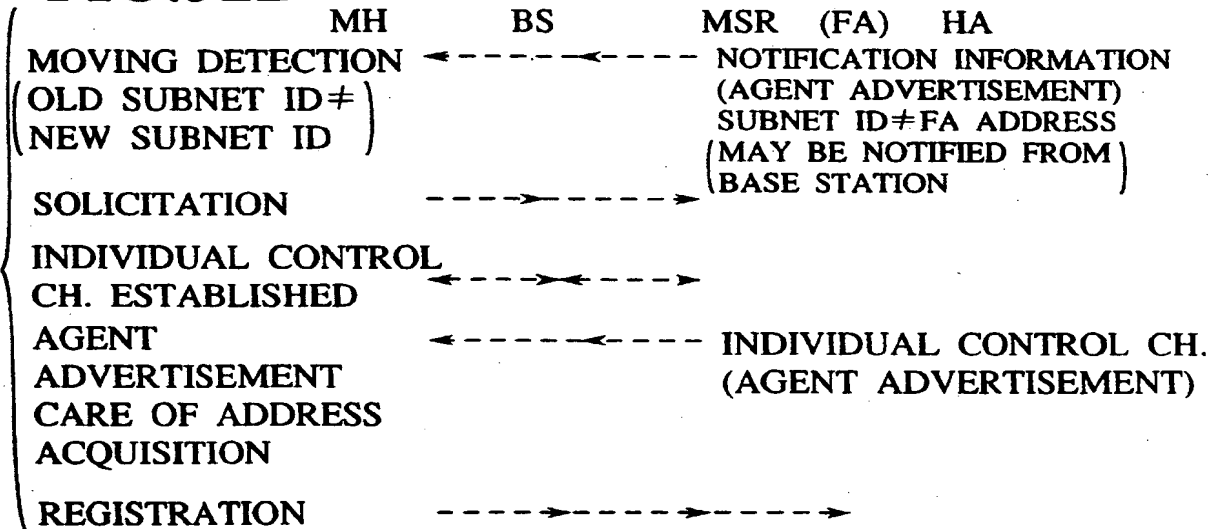 MH BS MSR (FA) HA
MOVING DETECTION
(OLD SUBNET ID≠
NEW SUBNET ID)
NOTIFICATION INFORMATION
(AGENT ADVERTISEMENT)
SUBNET ID≠FA ADDRESS
(MAY BE NOTIFIED FROM
BASE STATION)
SOLICITATION
INDIVIDUAL CONTROL
CH. ESTABLISHED
AGENT
ADVERTISEMENT
CARE OF ADDRESS
ACQUISITION
INDIVIDUAL CONTROL CH.
(AGENT ADVERTISEMENT)
REGISTRATION